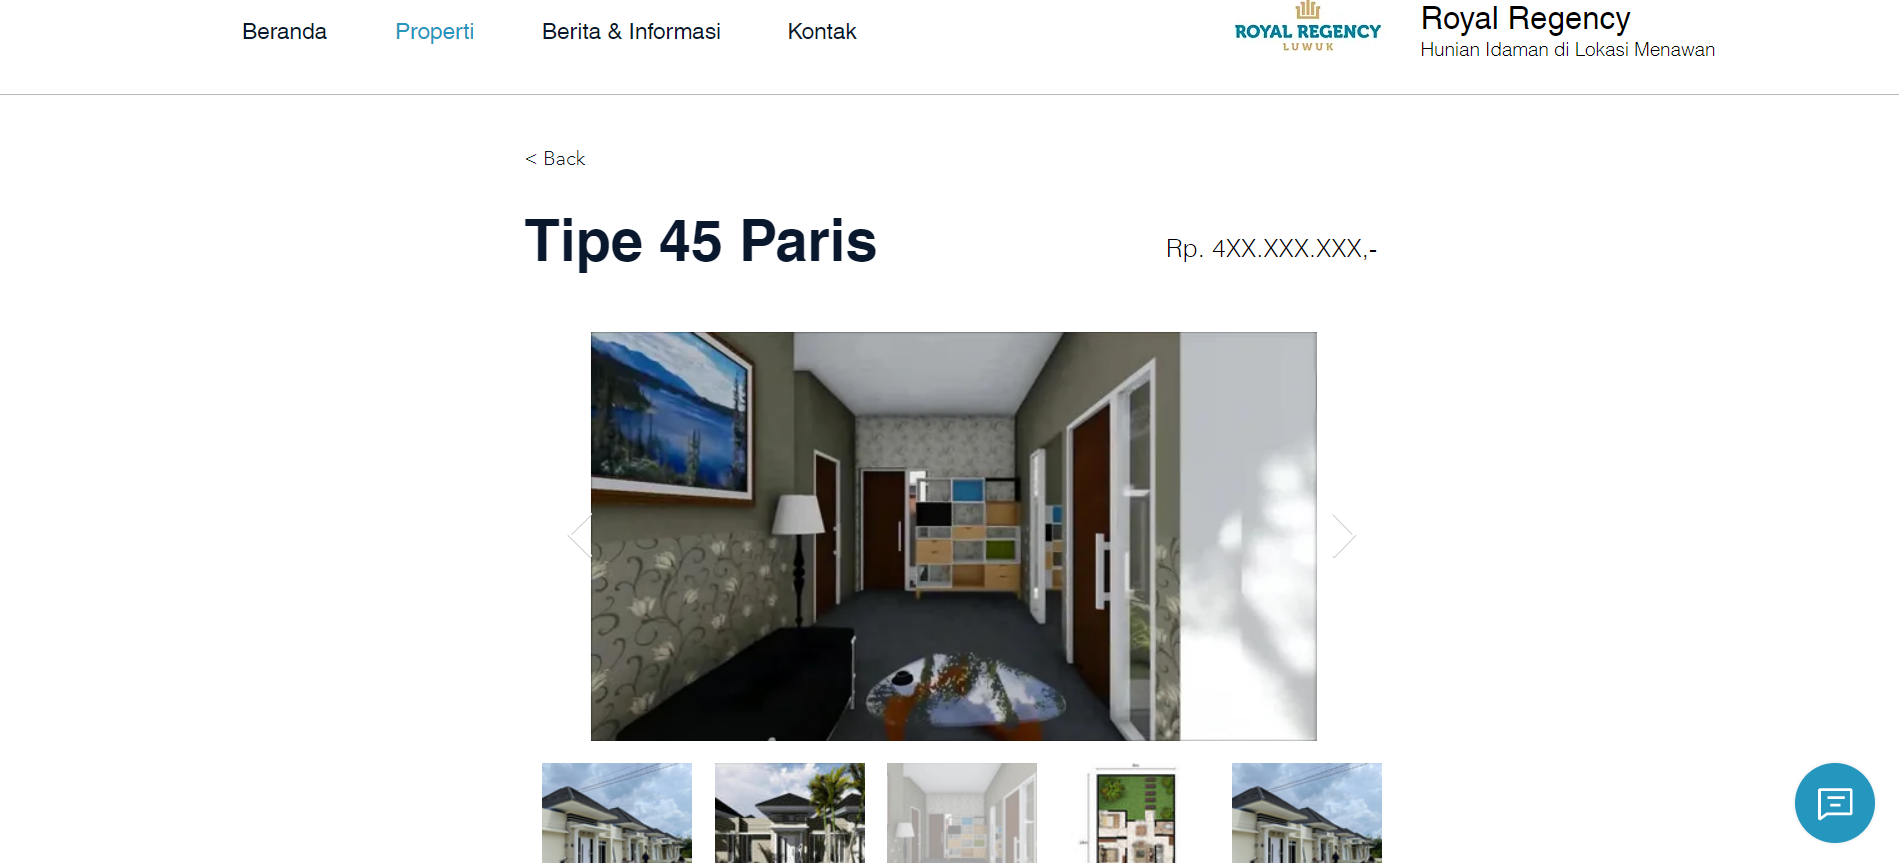 Beranda
Properti
Berita & Informasi
Kontak
ROYAL REGENCY
LUWUK
Royal Regency
Hunian Idaman di Lokasi Menawan
< Back
Tipe 45 Paris
Rp. 4XX.XXX.XXX,-